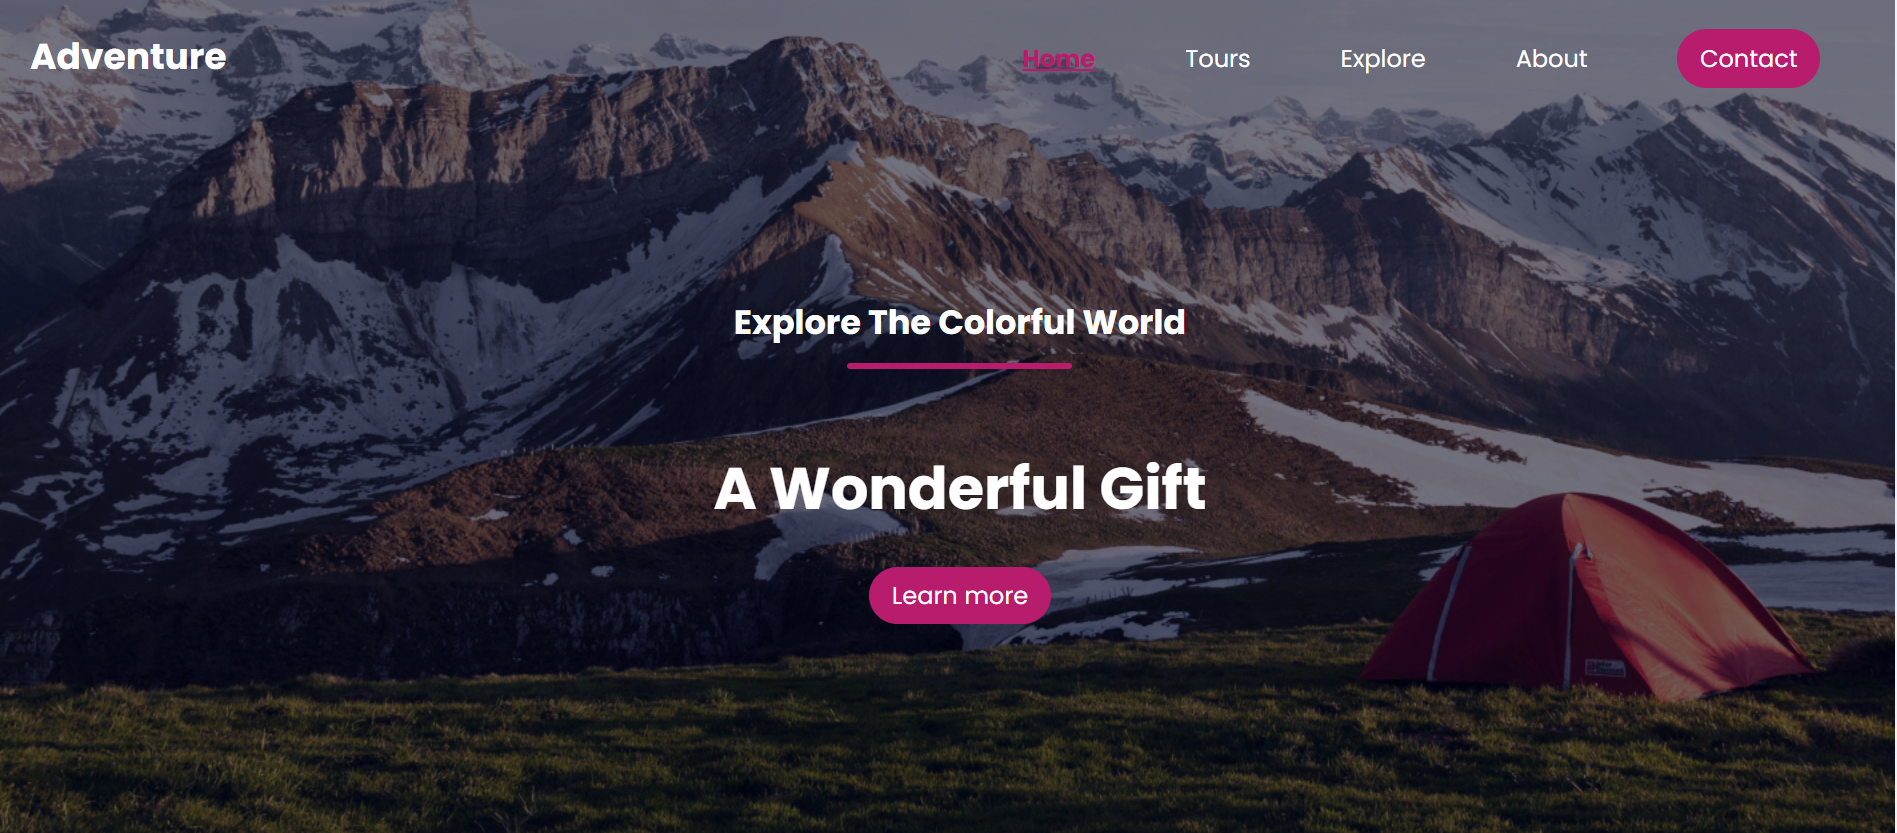 Adventure
Home
Tours
Explore
About
Contact
Explore The Colorful World
A Wonderful Gift
Learn more